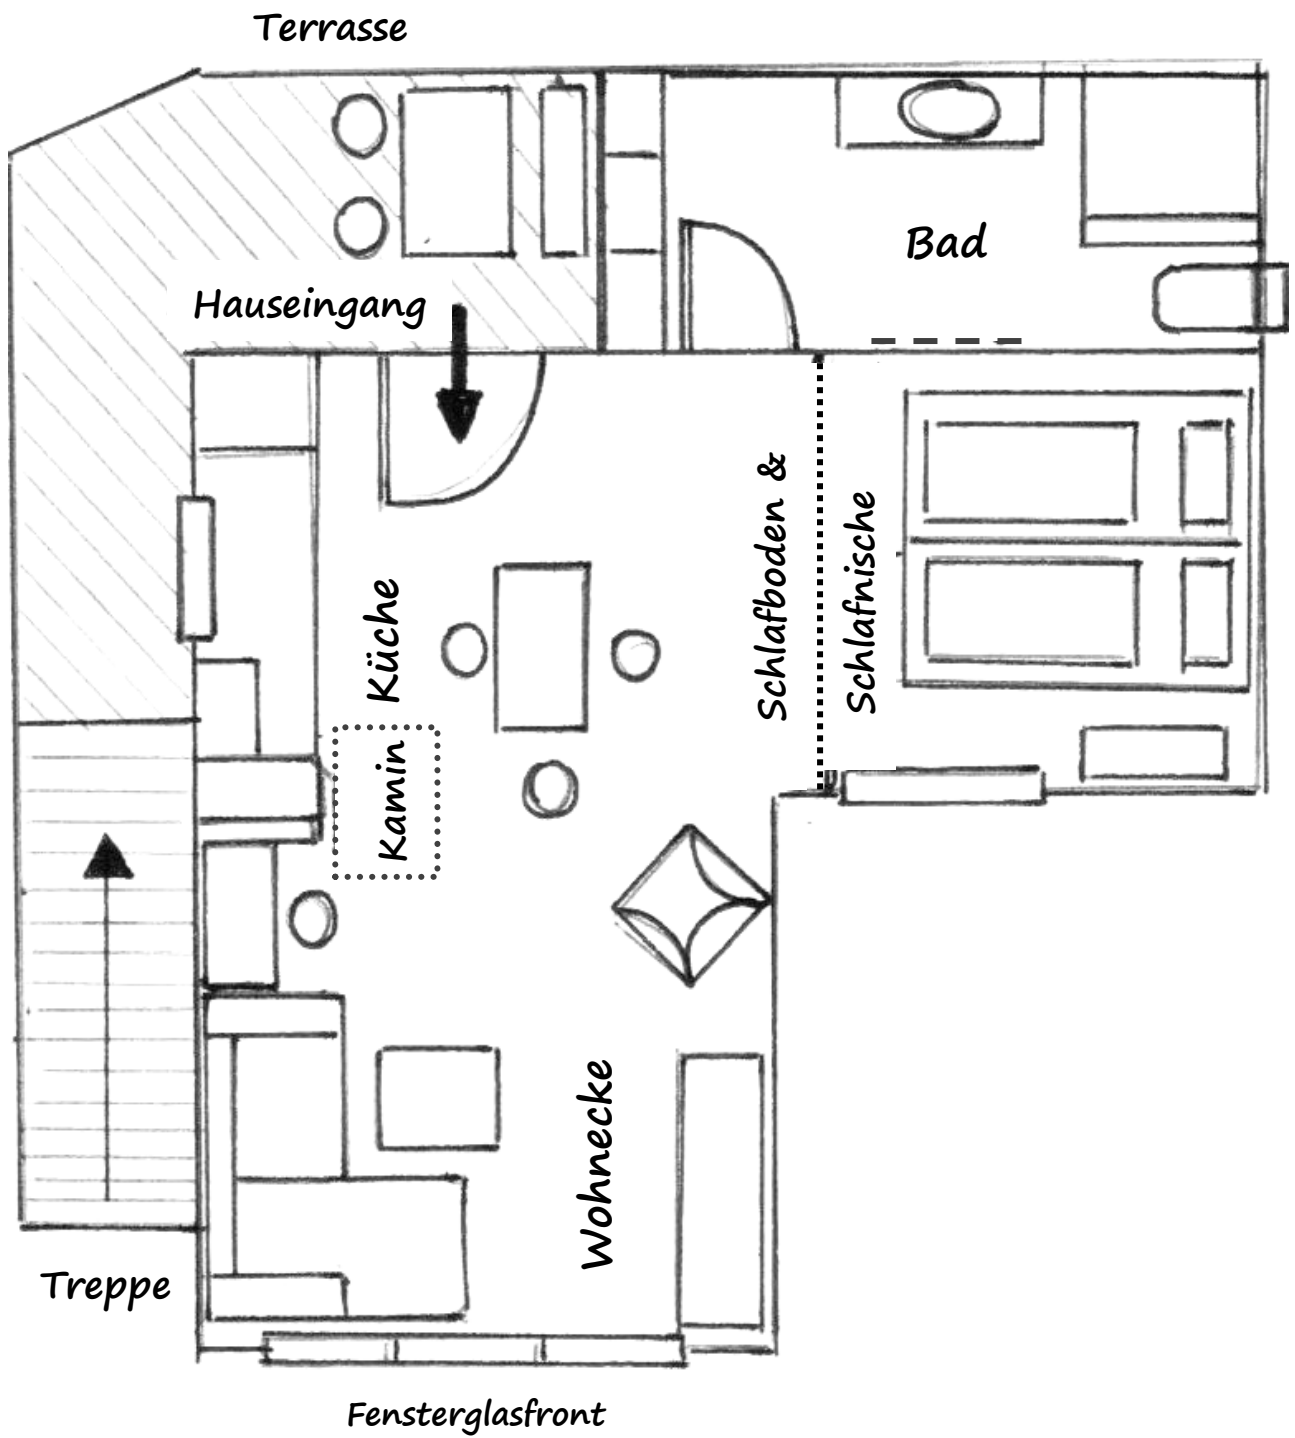 Terrasse
Bad
Hauseingang
Küche
Schlafboden &
Schlafnische
Kamin
Wohnecke
Treppe
Fensterglasfront